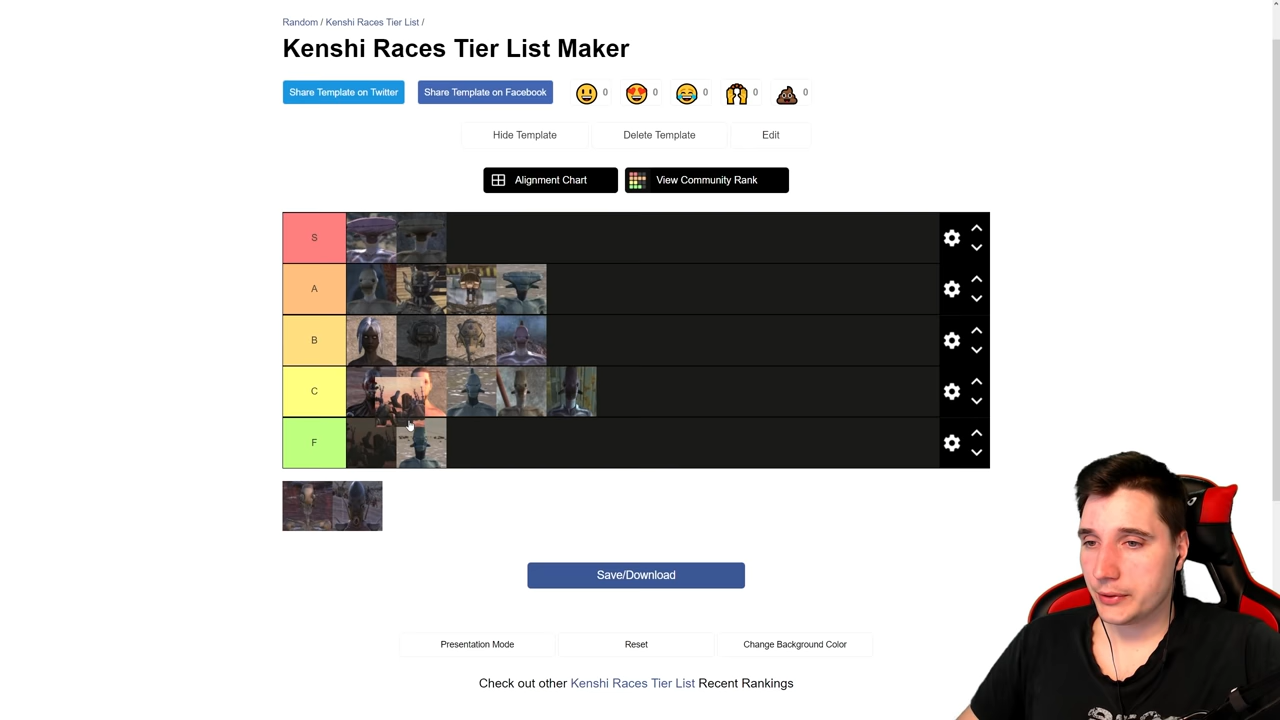 Random / Kenshi Races Tier List /
Kenshi Races Tier List Maker
Share Template on Twitter
Share Template on Facebook
0
0
0
0
0
Hide Template
Delete Template
Edit
Alignment Chart
View Community Rank
S
A
B
C
F
Save/Download
Presentation Mode
Reset
Change Background Color
Check out other Kenshi Races Tier List Recent Rankings